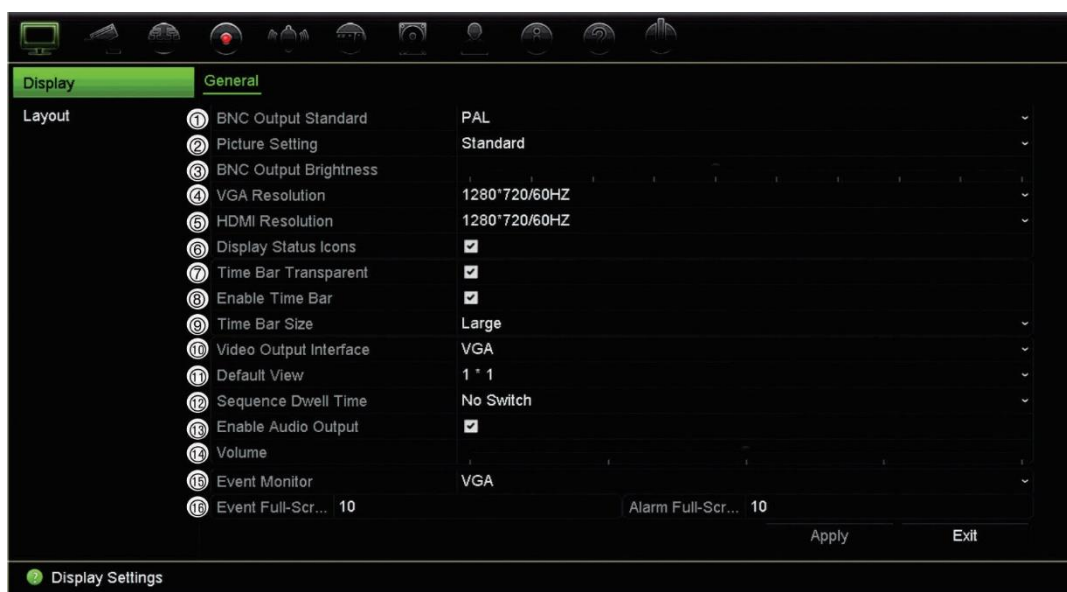 Display
General
Layout
① BNC Output Standard PAL
② Picture Setting Standard
③ BNC Output Brightness
④ VGA Resolution 1280*720/60HZ
⑤ HDMI Resolution 1280*720/60HZ
⑥ Display Status Icons
⑦ Time Bar Transparent
⑧ Enable Time Bar
⑨ Time Bar Size Large
⑩ Video Output Interface VGA
⑪ Default View 1 * 1
⑫ Sequence Dwell Time No Switch
⑬ Enable Audio Output
⑭ Volume
⑮ Event Monitor VGA
⑯ Event Full-Scr... 10 Alarm Full-Scr... 10
Apply Exit
? Display Settings